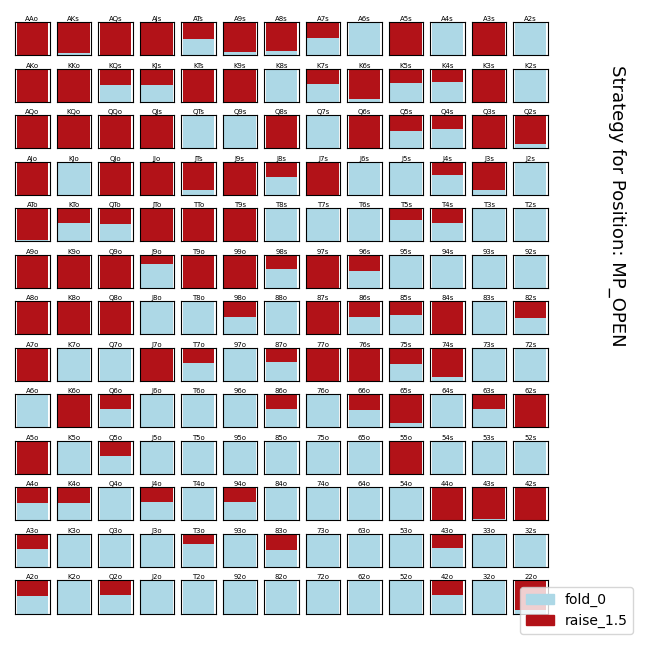 AAo AKs AQs AJs ATs A9s A8s A7s A6s A5s A4s A3s A2s
AKo KKo KQs KJs KTs K9s K8s K7s K6s K5s K4s K3s K2s
AQo KQo QQo QJs QTs Q9s Q8s Q7s Q6s Q5s Q4s Q3s Q2s
AJo KJo QJo JJo JTs J9s J8s J7s J6s J5s J4s J3s J2s
ATo KTo QTo JTo TTo T9s T8s T7s T6s T5s T4s T3s T2s
A9o K9o Q9o J9o T9o 99o 98s 97s 96s 95s 94s 93s 92s
A8o K8o Q8o J8o T8o 98o 88o 87s 86s 85s 84s 83s 82s
A7o K7o Q7o J7o T7o 97o 87o 77o 76s 75s 74s 73s 72s
A6o K6o Q6o J6o T6o 96o 86o 76o 66o 65s 64s 63s 62s
A5o K5o Q5o J5o T5o 95o 85o 75o 65o 55o 54s 53s 52s
A4o K4o Q4o J4o T4o 94o 84o 74o 64o 54o 44o 43s 42s
A3o K3o Q3o J3o T3o 93o 83o 73o 63o 53o 43o 33o 32s
A2o K2o Q2o J2o T2o 92o 82o 72o 62o 52o 42o 32o 22o
Strategy for Position: MP_OPEN
fold_0
raise_1.5